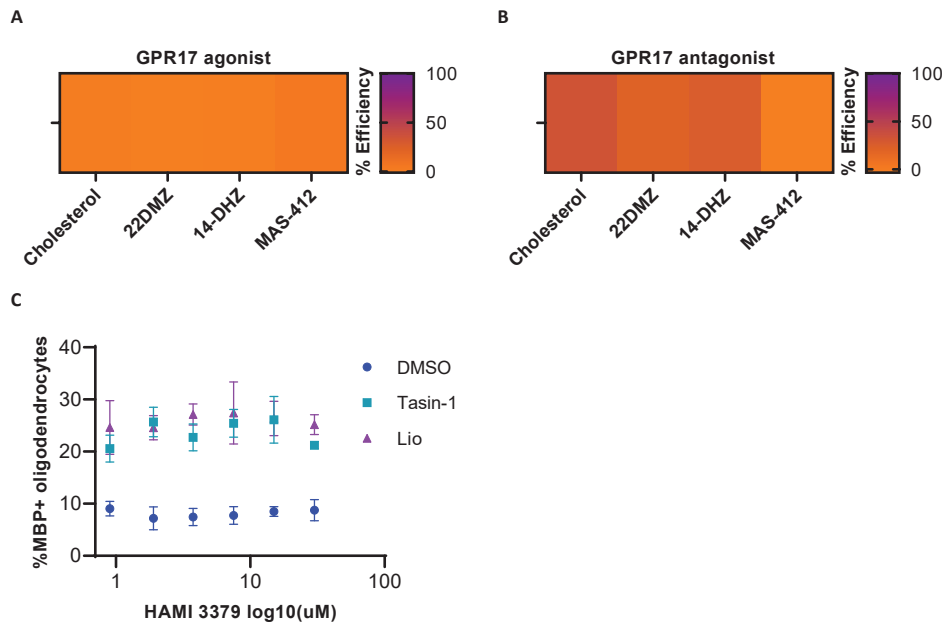 A
GPR17 agonist
100
50
0
% Efficiency
Cholesterol
22DMZ
14-DHZ
MAS-412
B
GPR17 antagonist
100
50
0
% Efficiency
Cholesterol
22DMZ
14-DHZ
MAS-412
C
%MBP+ oligodendrocytes
40
30
20
10
0
1
10
100
HAMI 3379 log10(uM)
DMSO
Tasin-1
Lio